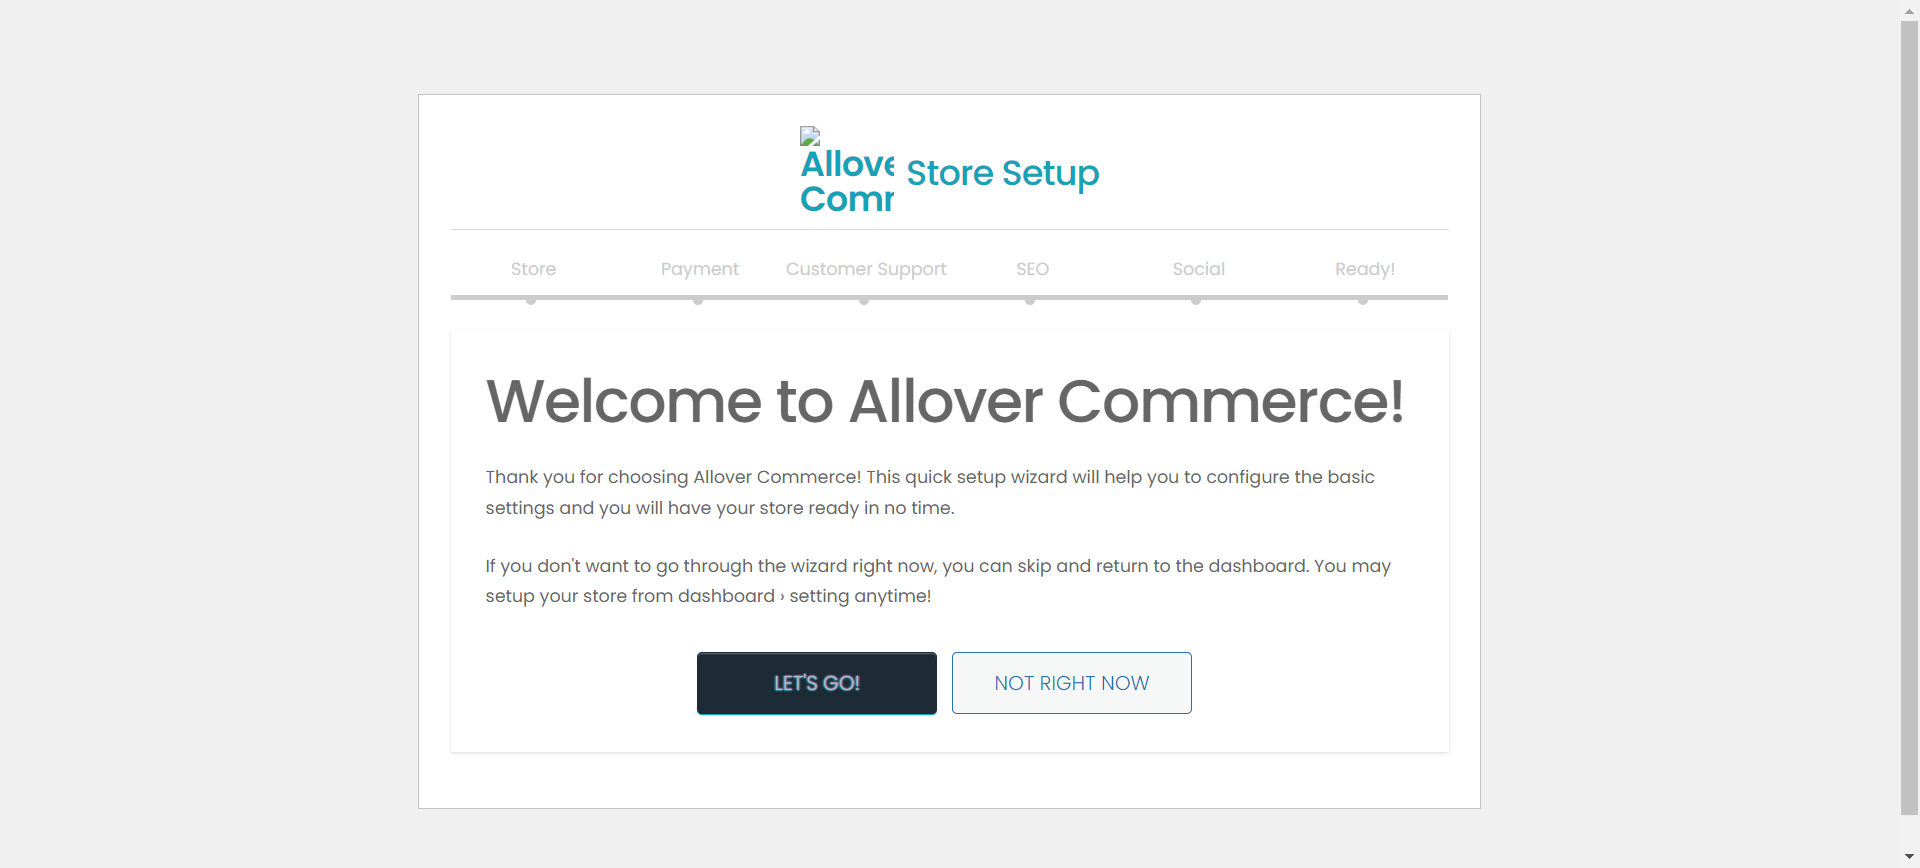 Store Setup
Store
Payment
Customer Support
SEO
Social
Ready!
Welcome to Allover Commerce!
Thank you for choosing Allover Commerce! This quick setup wizard will help you to configure the basic
settings and you will have your store ready in no time.
If you don't want to go through the wizard right now, you can skip and return to the dashboard. You may
setup your store from dashboard › setting anytime!
LET'S GO!
NOT RIGHT NOW